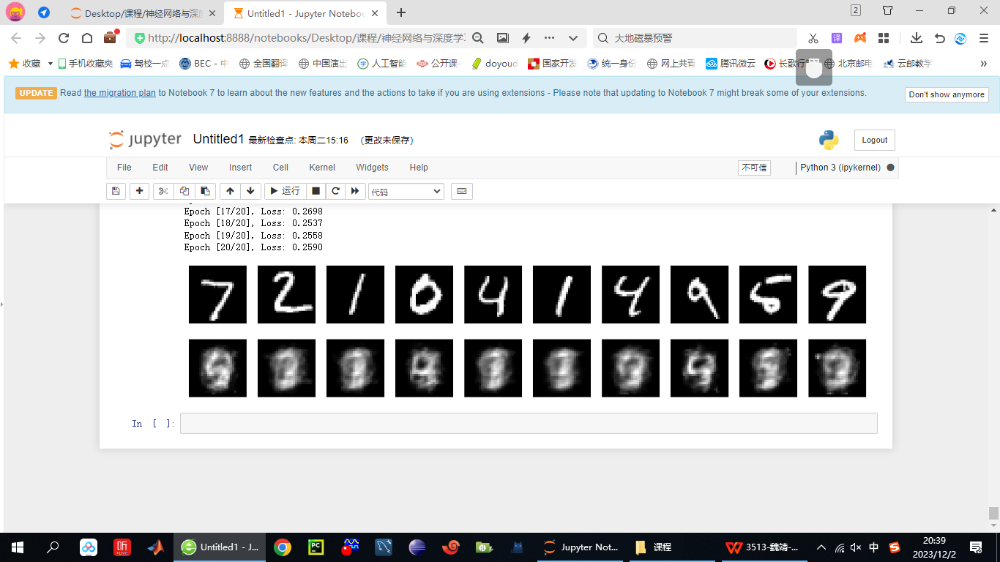 Desktop/课程/神经网络与深度
Untitled1 - Jupyter Notebook
2
http://localhost:8888/notebooks/Desktop/课程/神经网络与深度学习
大地磁暴预警
译
收藏
手机收藏夹
驾校一点
BEC - 中
全国翻译
中国演出
人工智能
公开课
doyoud
国家开发
统一身份
网上共青
腾讯微云
长歌行
北京邮电
云邮教学
»
UPDATE Read the migration plan to Notebook 7 to learn about the new features and the actions to take if you are using extensions - Please note that updating to Notebook 7 might break some of your extensions.
Don't show anymore
jupyter Untitled1 最新检查点: 本周二15:16 (更改未保存)
Logout
File Edit View Insert Cell Kernel Widgets Help
不可信
Python 3 (ipykernel)
运行
代码
Epoch [17/20], Loss: 0.2698
Epoch [18/20], Loss: 0.2537
Epoch [19/20], Loss: 0.2558
Epoch [20/20], Loss: 0.2590
7 2 1 0 4 1 4 9 5 9
In [ ]:
听
LIVE
Untitled1 - J...
PC
Jupyter Not...
课程
3513-魏靖-...
中
20:39
2023/12/2
3